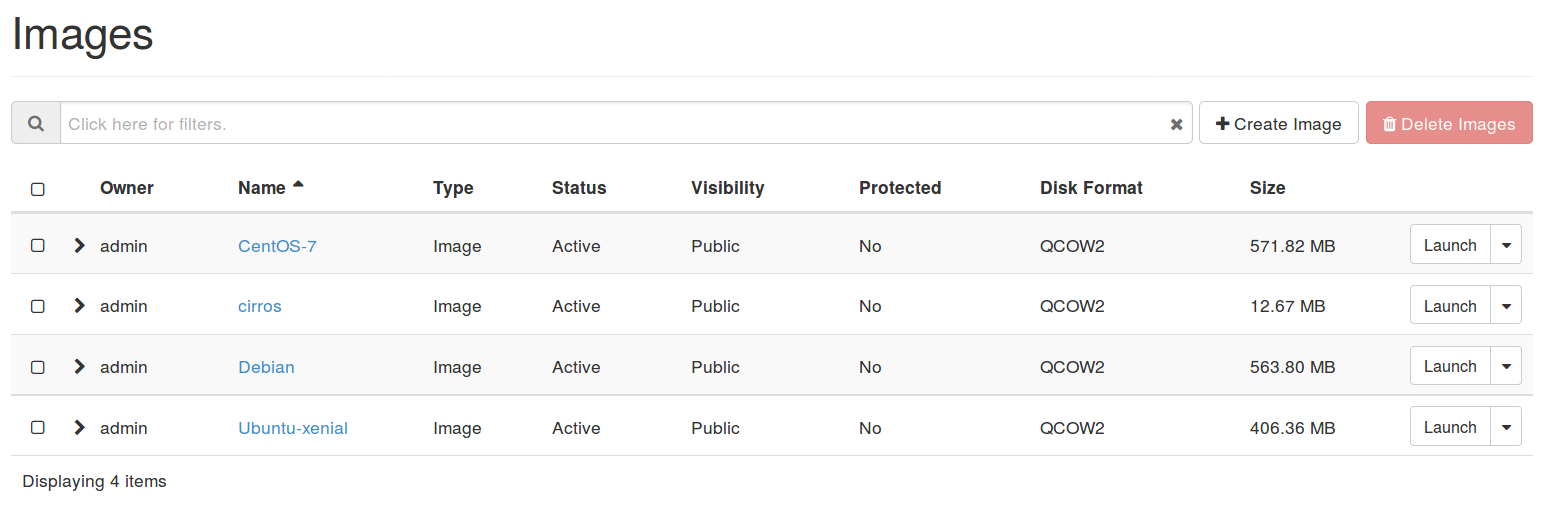 Images
Click here for filters. Create Image Delete Images
Owner Name Type Status Visibility Protected Disk Format Size
admin CentOS-7 Image Active Public No QCOW2 571.82 MB Launch
admin cirros Image Active Public No QCOW2 12.67 MB Launch
admin Debian Image Active Public No QCOW2 563.80 MB Launch
admin Ubuntu-xenial Image Active Public No QCOW2 406.36 MB Launch
Displaying 4 items